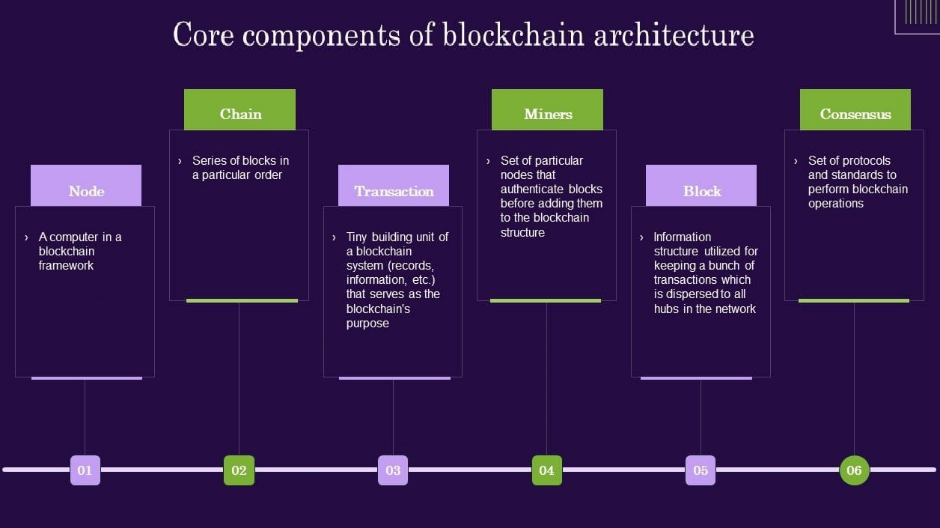 Core components of blockchain architecture
Node
› A computer in a
blockchain
framework
01
Chain
› Series of blocks in
a particular order
02
Transaction
› Tiny building unit of
a blockchain
system (records,
information, etc.)
that serves as the
blockchain's
purpose
03
Miners
› Set of particular
nodes that
authenticate blocks
before adding them
to the blockchain
structure
04
Block
› Information
structure utilized for
keeping a bunch of
transactions which
is dispersed to all
hubs in the network
05
Consensus
› Set of protocols
and standards to
perform blockchain
operations
06